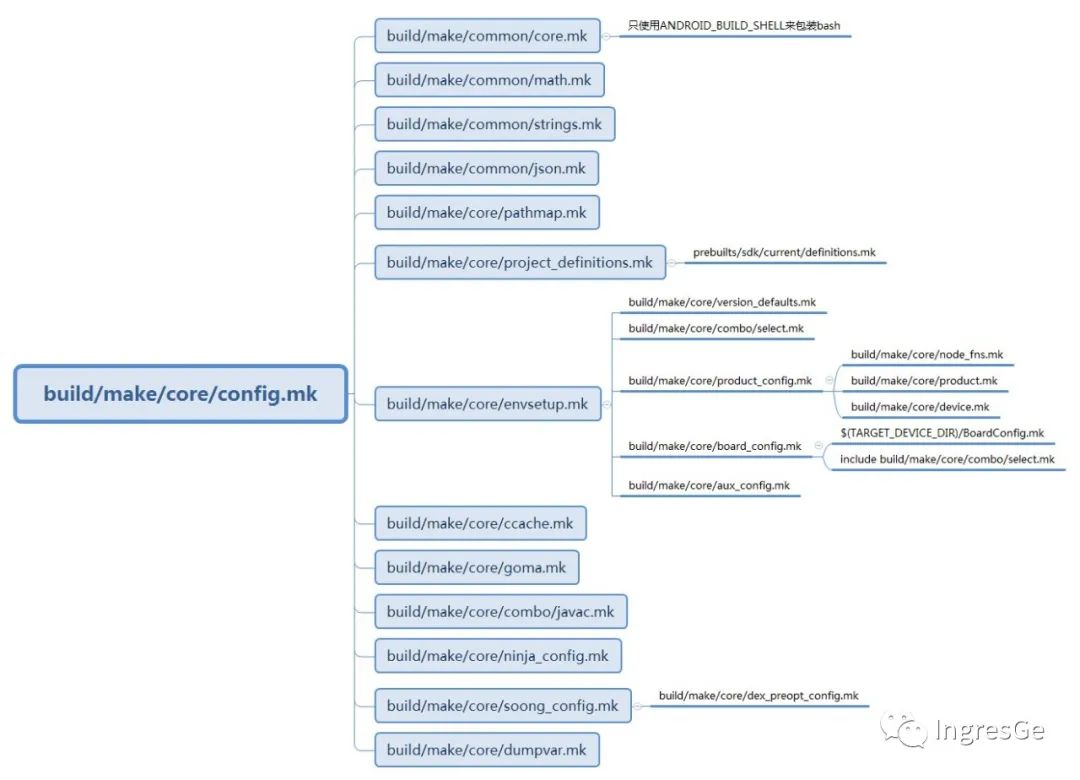 build/make/core/config.mk
build/make/common/core.mk
只使用ANDROID_BUILD_SHELL来包装bash
build/make/common/math.mk
build/make/common/strings.mk
build/make/common/json.mk
build/make/core/pathmap.mk
build/make/core/project_definitions.mk
prebuilts/sdk/current/definitions.mk
build/make/core/envsetup.mk
build/make/core/version_defaults.mk
build/make/core/combo/select.mk
build/make/core/product_config.mk
build/make/core/node_fns.mk
build/make/core/product.mk
build/make/core/device.mk
build/make/core/board_config.mk
$(TARGET_DEVICE_DIR)/BoardConfig.mk
include build/make/core/combo/select.mk
build/make/core/aux_config.mk
build/make/core/ccache.mk
build/make/core/goma.mk
build/make/core/combo/javac.mk
build/make/core/ninja_config.mk
build/make/core/soong_config.mk
build/make/core/dex_preopt_config.mk
build/make/core/dumpvar.mk
IngresGe